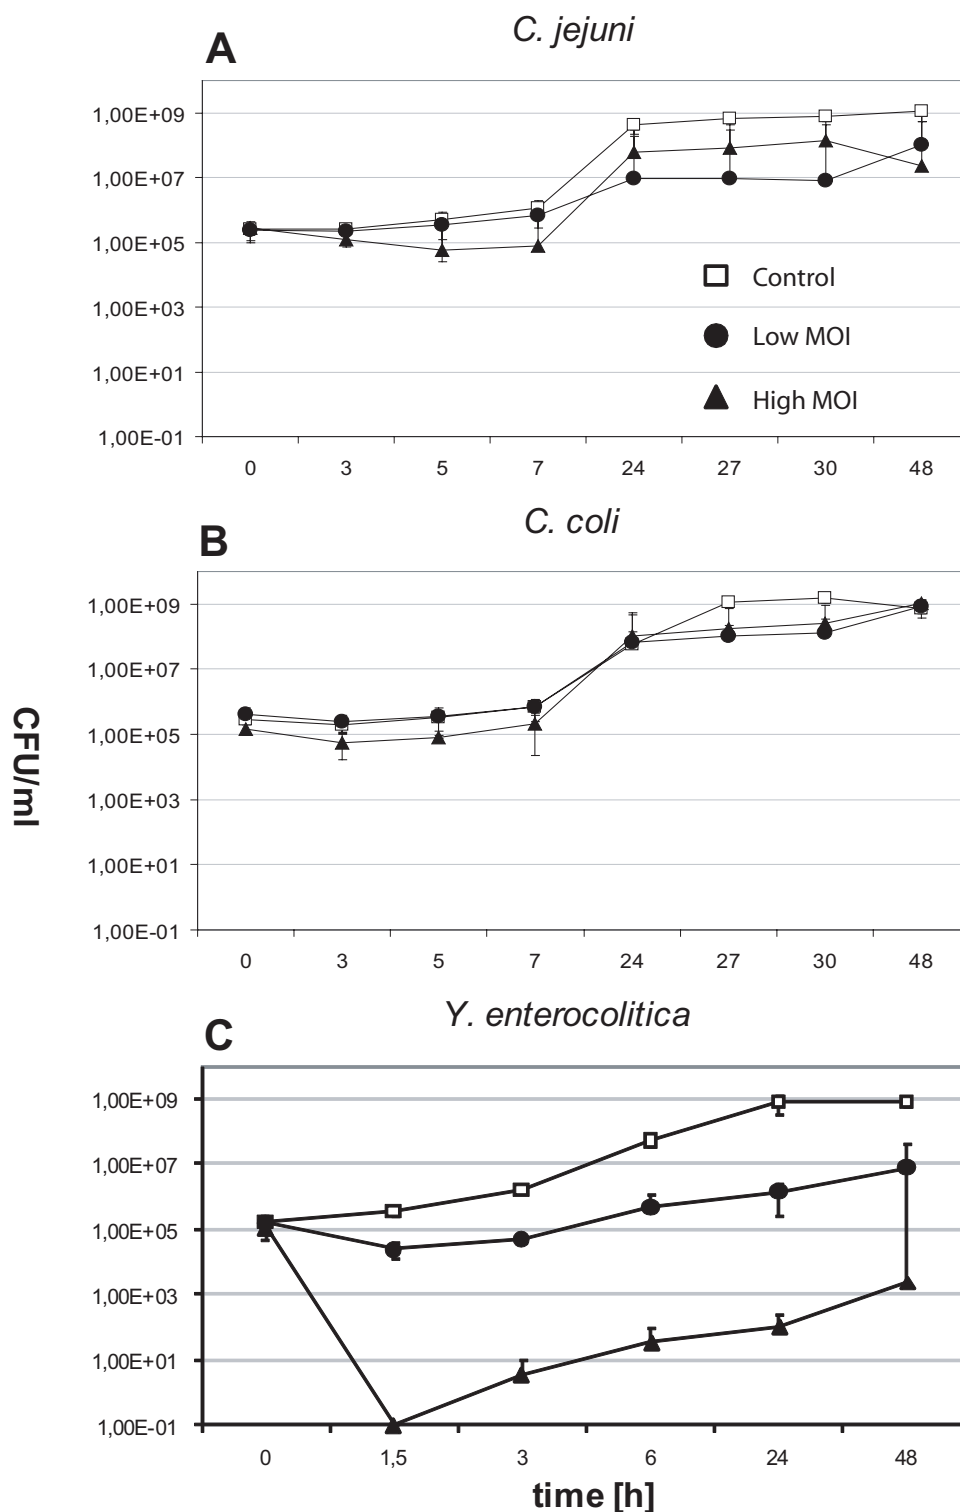 A
C. jejuni
1,00E+09
1,00E+07
1,00E+05
1,00E+03
1,00E+01
1,00E-01
Control
Low MOI
High MOI
0 3 5 7 24 27 30 48
B
C. coli
1,00E+09
1,00E+07
1,00E+05
1,00E+03
1,00E+01
1,00E-01
0 3 5 7 24 27 30 48
CFU/ml
C
Y. enterocolitica
1,00E+09
1,00E+07
1,00E+05
1,00E+03
1,00E+01
1,00E-01
0 1,5 3 6 24 48
time [h]